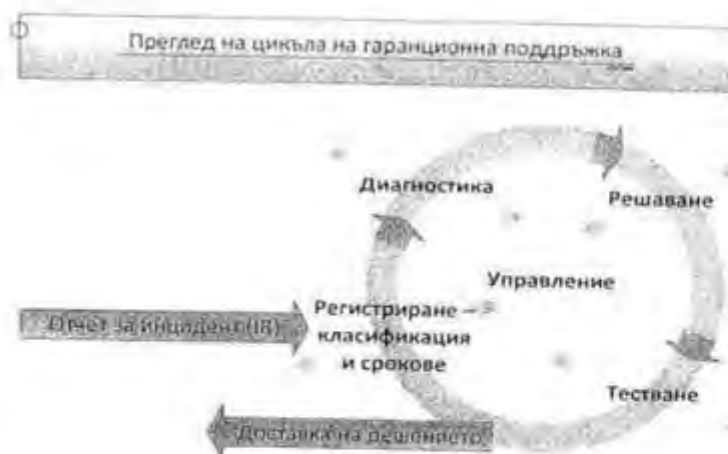 Преглед на цикъла на гаранционна поддръжка
Диагностика
Решаване
Управление
Отчет за инцидент (IR)
Регистриране –
класификация
и срокове
Тестване
Доставка на решението